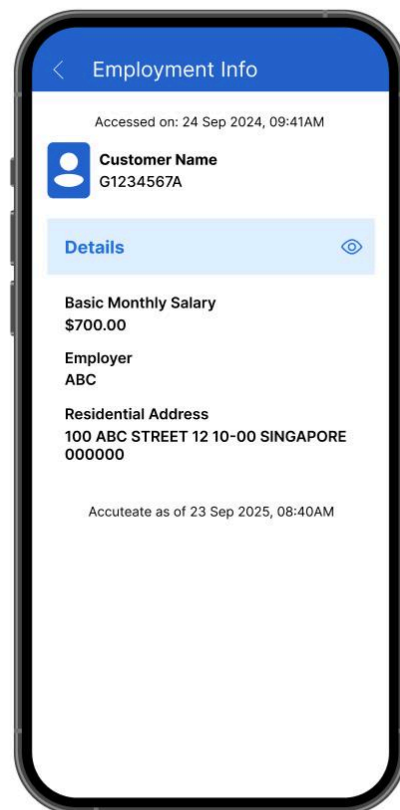 Employment Info
Accessed on: 24 Sep 2024, 09:41AM
Customer Name
G1234567A
Details
Basic Monthly Salary
$700.00
Employer
ABC
Residential Address
100 ABC STREET 12 10-00 SINGAPORE
000000
Accuteate as of 23 Sep 2025, 08:40AM